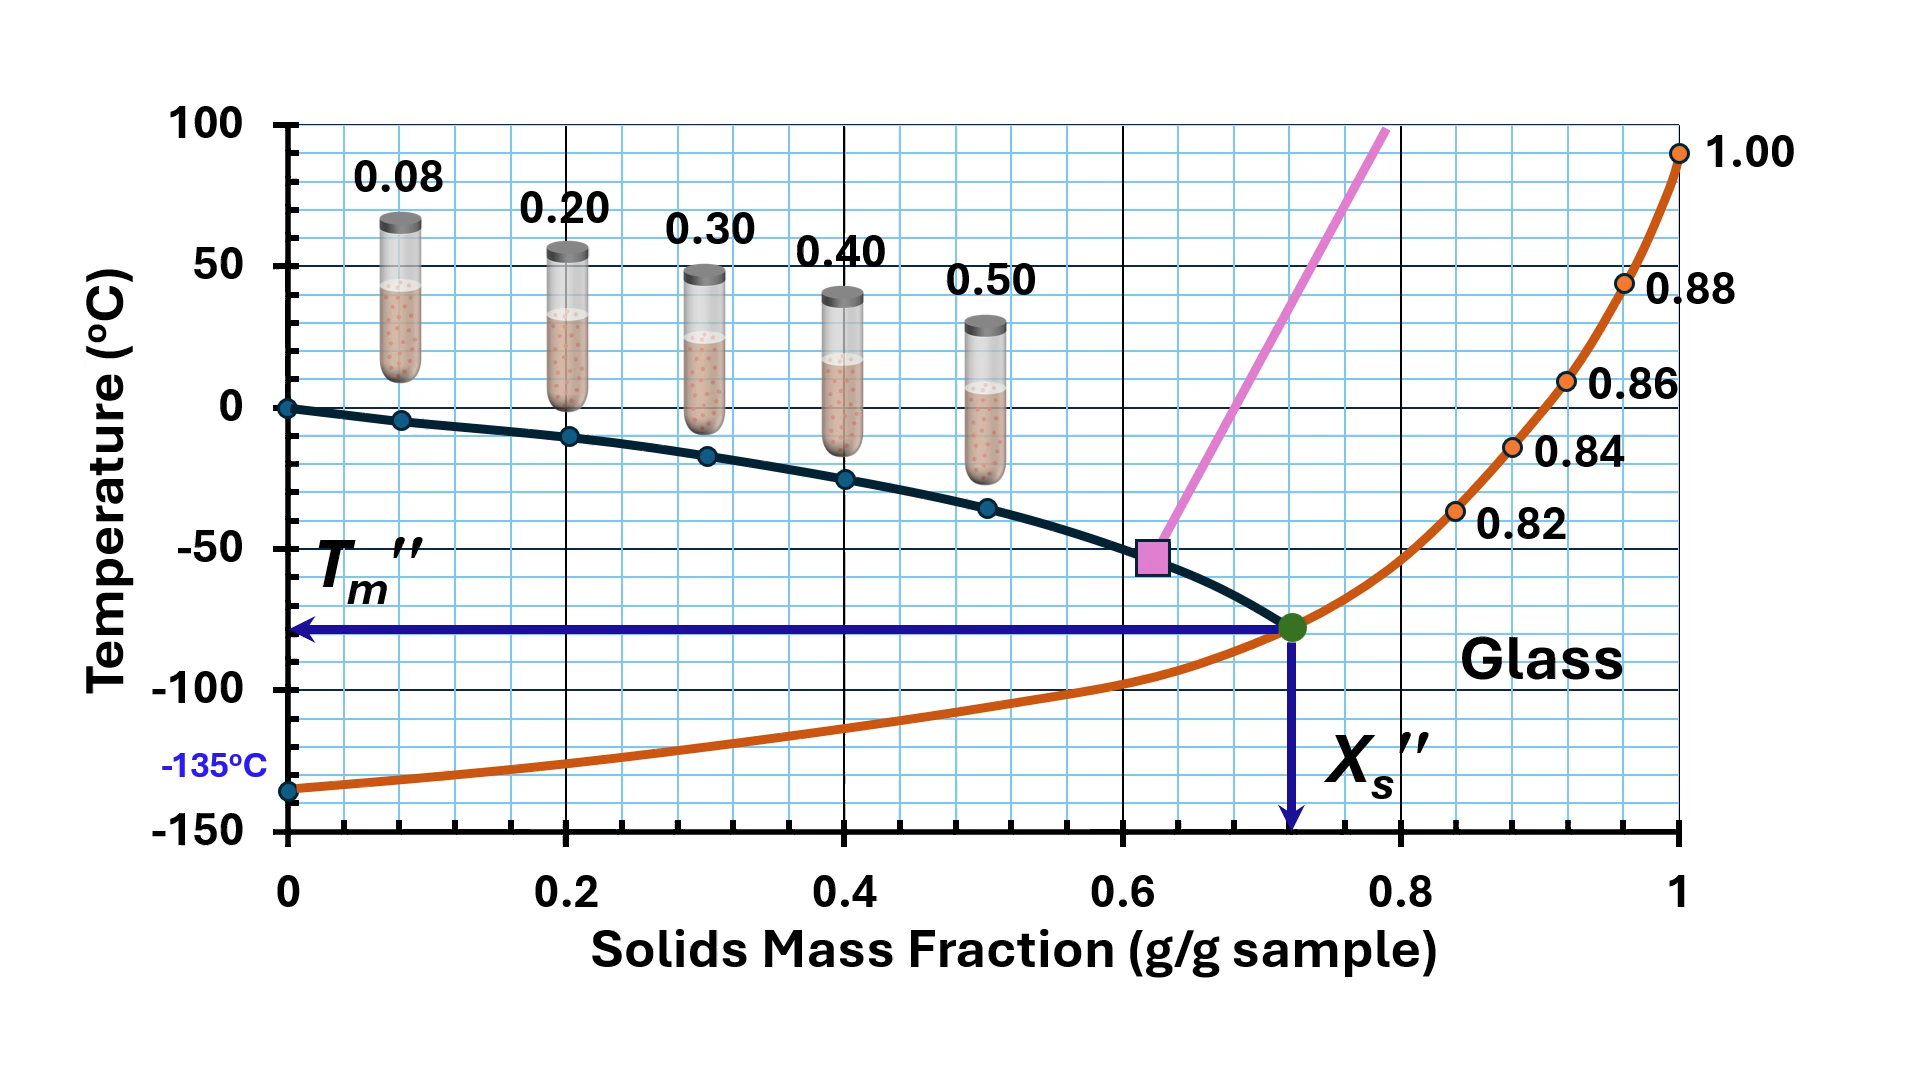 100
1.00
0.08
0.20
0.30
0.40
0.50
50
0.88
0
0.86
0.84
0.82
-50
Tm″
Temperature (ºC)
Glass
-100
Xs″
-135ºC
-150
0 0.2 0.4 0.6 0.8 1
Solids Mass Fraction (g/g sample)